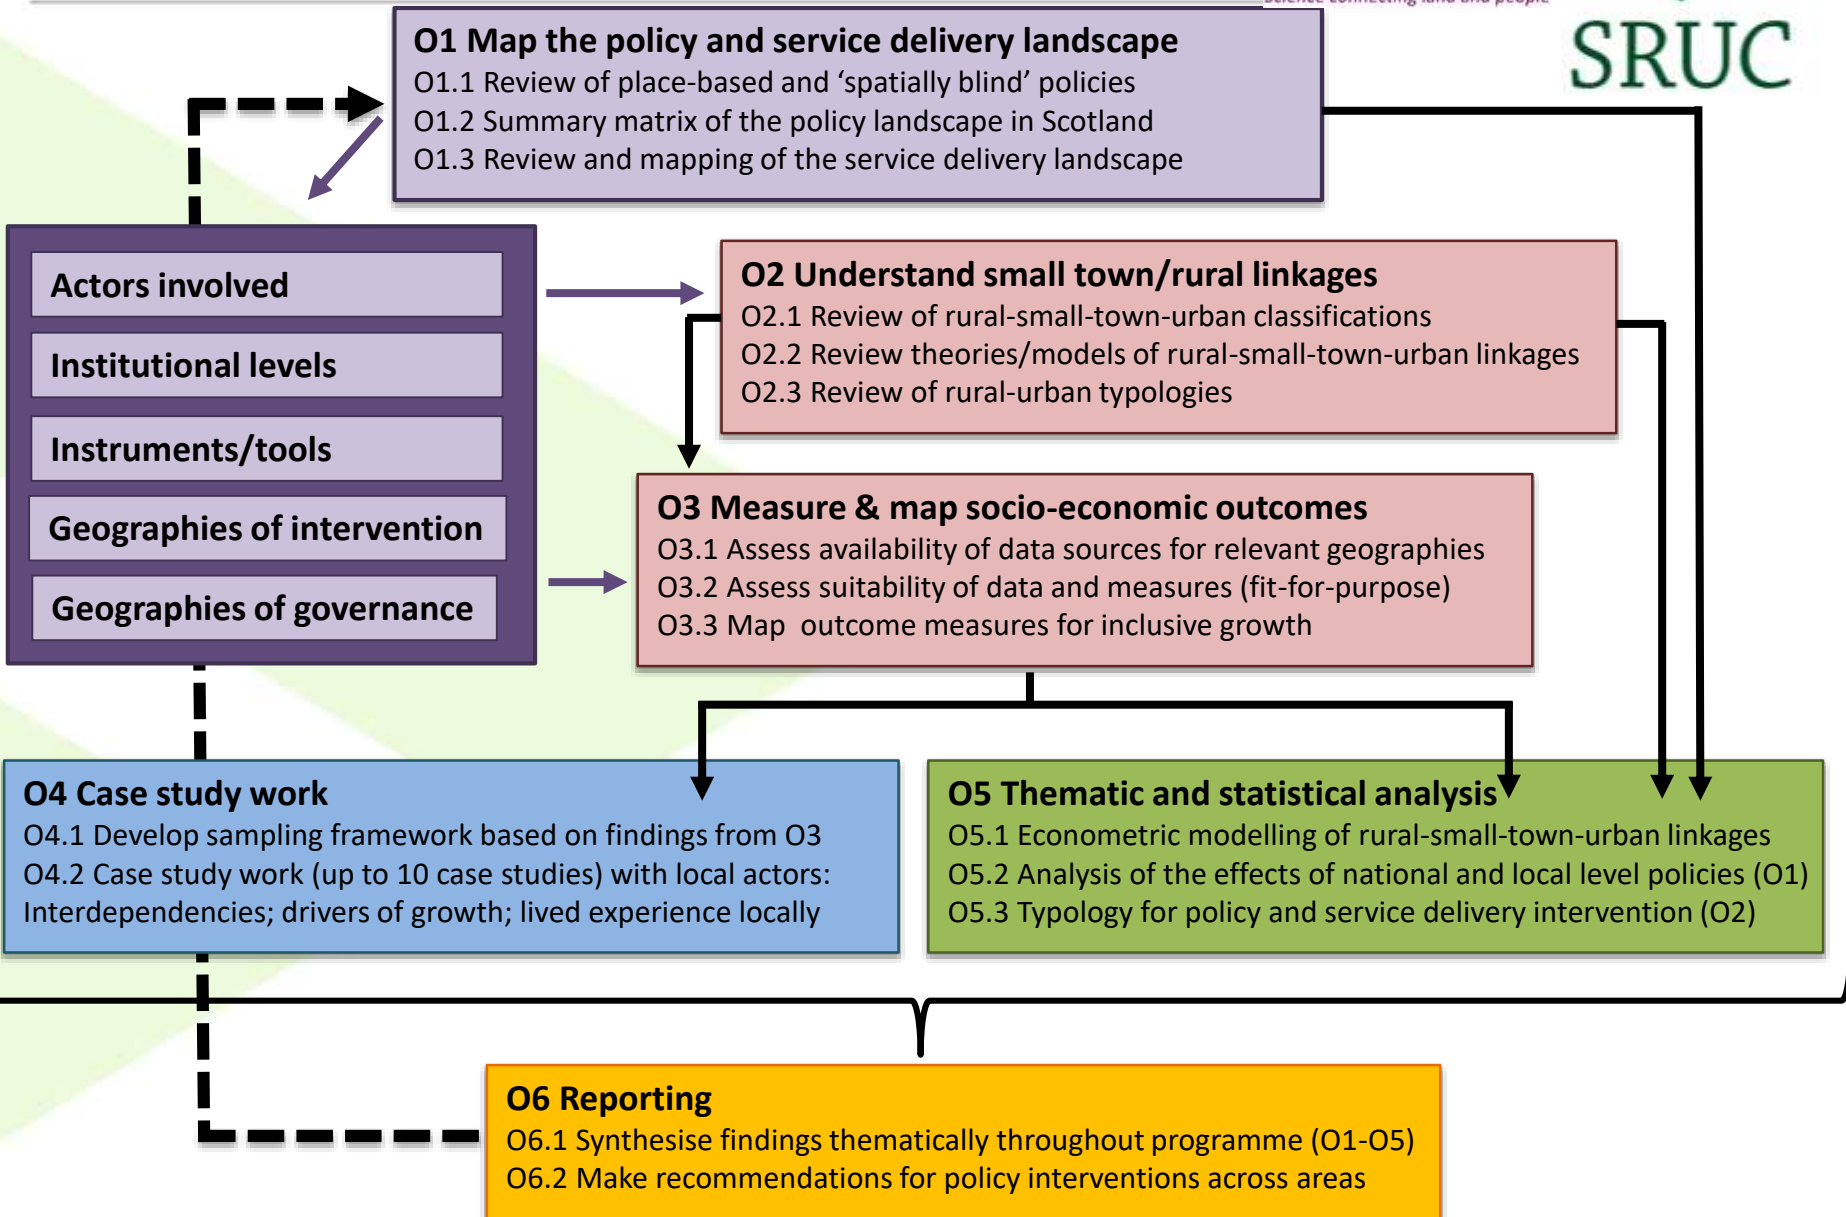 Science connecting land and people
SRUC
O1 Map the policy and service delivery landscape
O1.1 Review of place-based and ‘spatially blind’ policies
O1.2 Summary matrix of the policy landscape in Scotland
O1.3 Review and mapping of the service delivery landscape
Actors involved
Institutional levels
Instruments/tools
Geographies of intervention
Geographies of governance
O2 Understand small town/rural linkages
O2.1 Review of rural-small-town-urban classifications
O2.2 Review theories/models of rural-small-town-urban linkages
O2.3 Review of rural-urban typologies
O3 Measure & map socio-economic outcomes
O3.1 Assess availability of data sources for relevant geographies
O3.2 Assess suitability of data and measures (fit-for-purpose)
O3.3 Map  outcome measures for inclusive growth
O4 Case study work
O4.1 Develop sampling framework based on findings from O3
O4.2 Case study work (up to 10 case studies) with local actors:
Interdependencies; drivers of growth; lived experience locally
O5 Thematic and statistical analysis
O5.1 Econometric modelling of rural-small-town-urban linkages
O5.2 Analysis of the effects of national and local level policies (O1)
O5.3 Typology for policy and service delivery intervention (O2)
O6 Reporting
O6.1 Synthesise findings thematically throughout programme (O1-O5)
O6.2 Make recommendations for policy interventions across areas